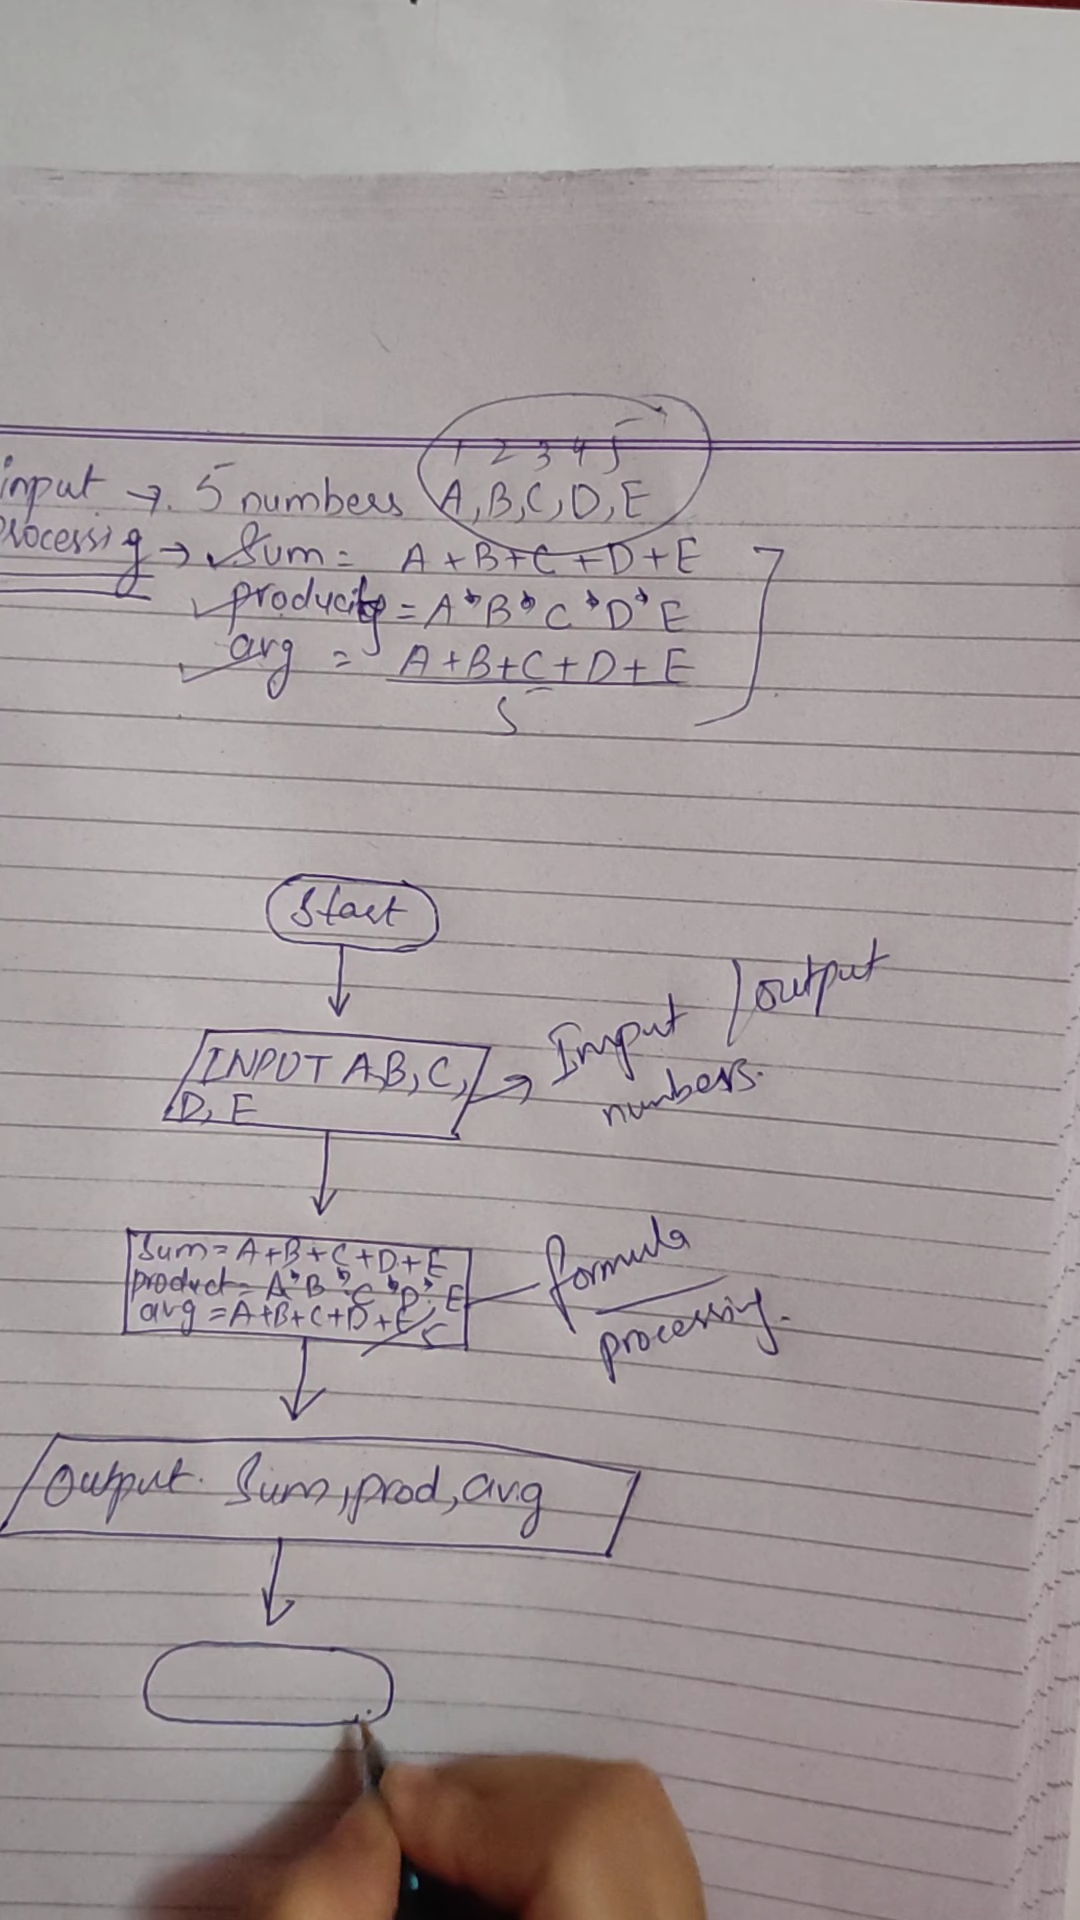 1 2 3 4 5
input → 5 numbers A, B, C, D, E
processig → Sum = A + B + C + D + E
product = A * B * C * D * E
avg = A + B + C + D + E
5
Start
INPUT A B, C,
D, E
Input / output
numbers.
Sum = A + B + C + D + E
product = A * B * C * D * E
avg = A + B + C + D + E / 5
formula
processing.
Output Sum, prod, avg